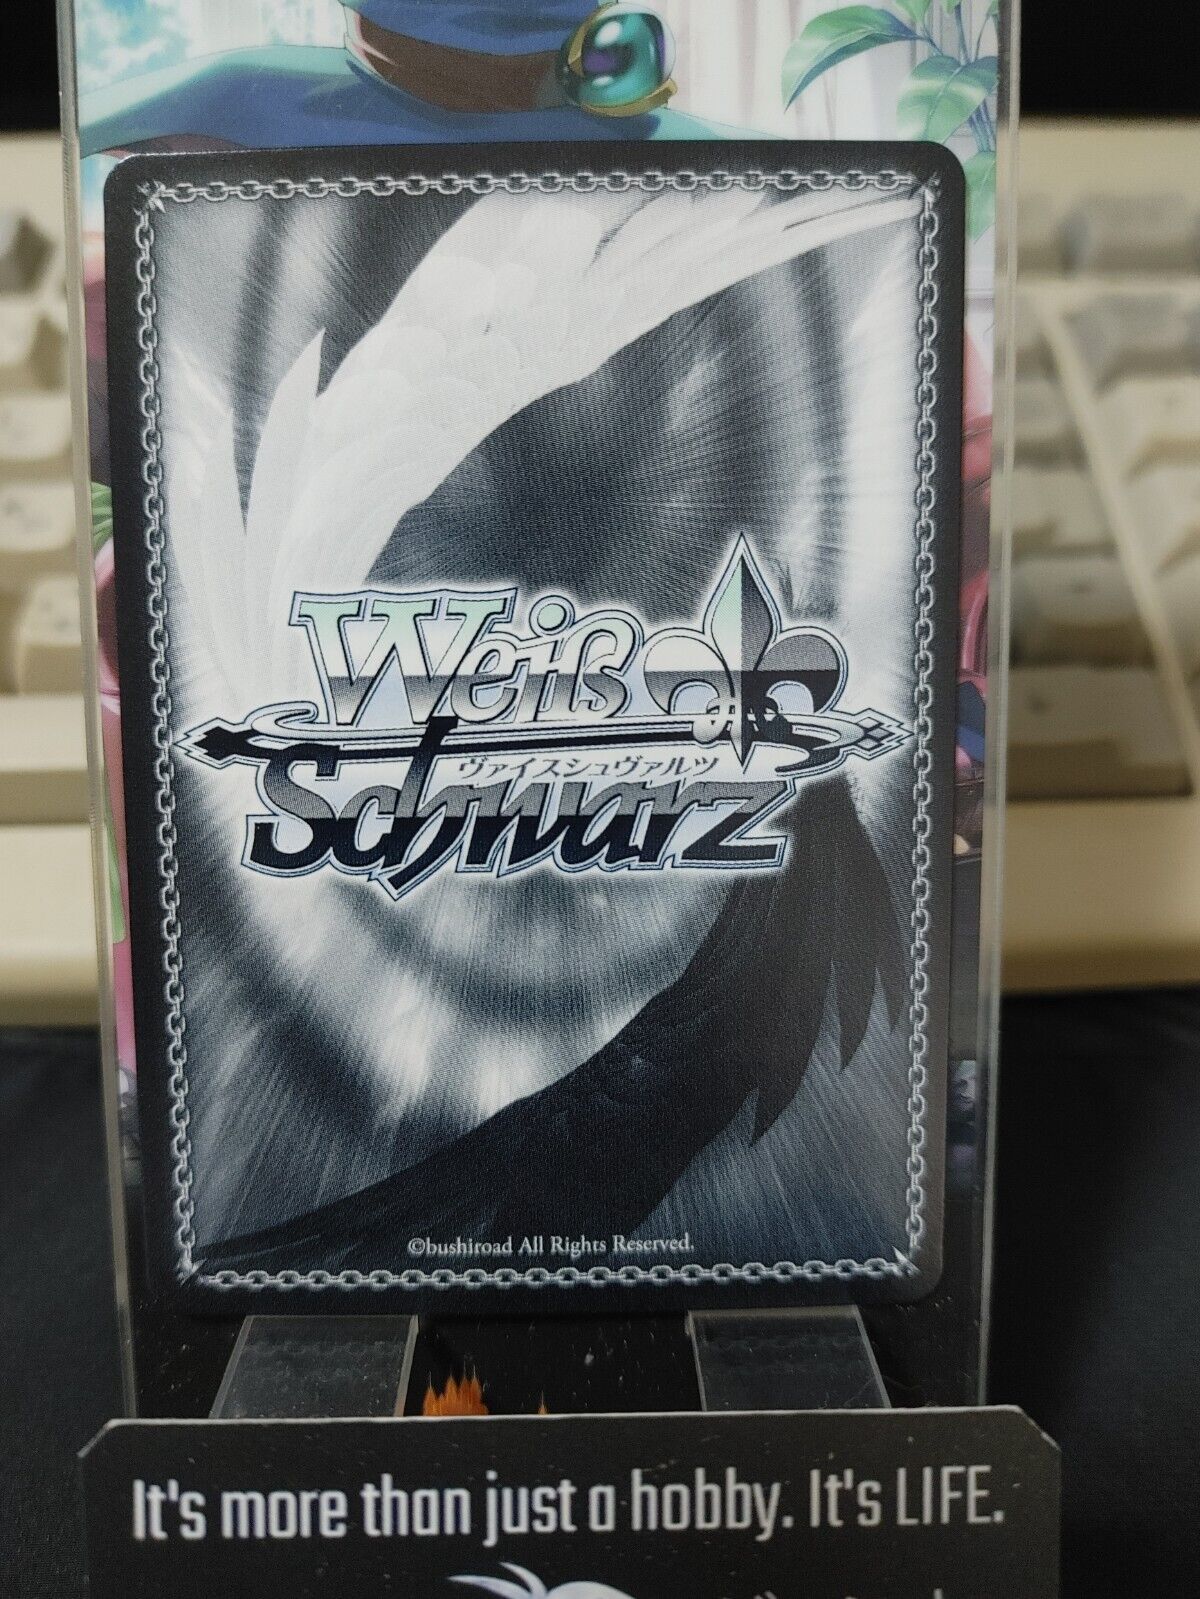 Weiß
ヴァイスシュヴァルツ
Schwarz
©bushiroad All Rights Reserved.
It's more than just a hobby. It's LIFE.